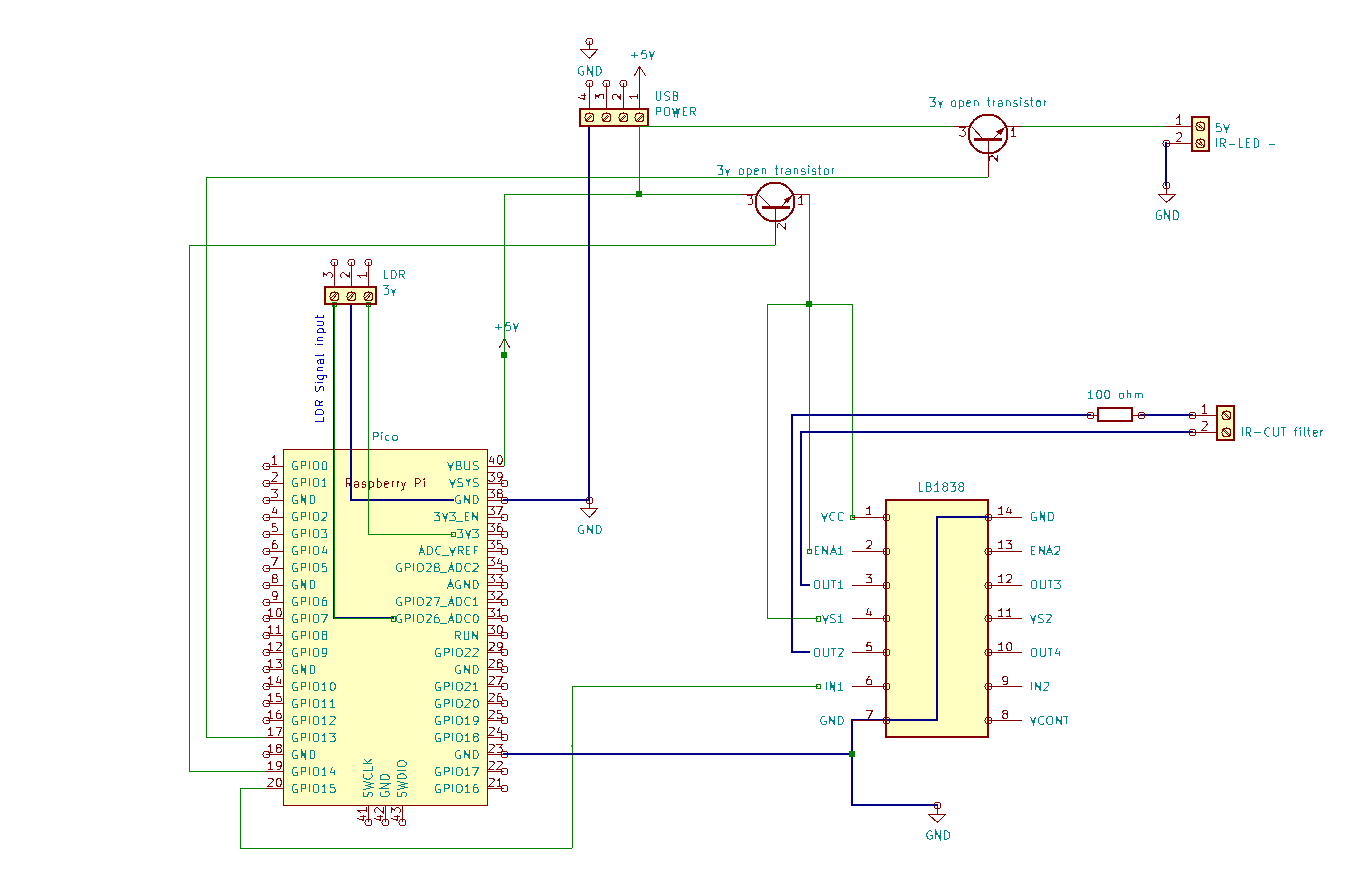 +5V
GND
4
3
2
1
USB
POWER
3v open transistor
3
1
2
1
2
5V
IR-LED -
GND
3v open transistor
3
1
2
3
2
1
LDR
3v
LDR Signal input
+5V
100 ohm
1
2
IR-CUT filter
Pico
Raspberry Pi
1 GPIO0 VBUS 40
2 GPIO1 VSYS 39
3 GND GND 38
4 GPIO2 3V3_EN 37
5 GPIO3 3V3 36
6 GPIO4 ADC_VREF 35
7 GPIO5 GPIO28_ADC2 34
8 GND AGND 33
9 GPIO6 GPIO27_ADC1 32
10 GPIO7 GPIO26_ADC0 31
11 GPIO8 RUN 30
12 GPIO9 GPIO22 29
13 GND GND 28
14 GPIO10 GPIO21 27
15 GPIO11 GPIO20 26
16 GPIO12 GPIO19 25
17 GPIO13 GPIO18 24
18 GND GND 23
19 GPIO14 GPIO17 22
20 GPIO15 GPIO16 21
SWCLK
GND
SWDIO
41
42
43
GND
LB1838
VCC 1 14 GND
ENA1 2 13 ENA2
OUT1 3 12 OUT3
VS1 4 11 VS2
OUT2 5 10 OUT4
IN1 6 9 IN2
GND 7 8 VCONT
GND